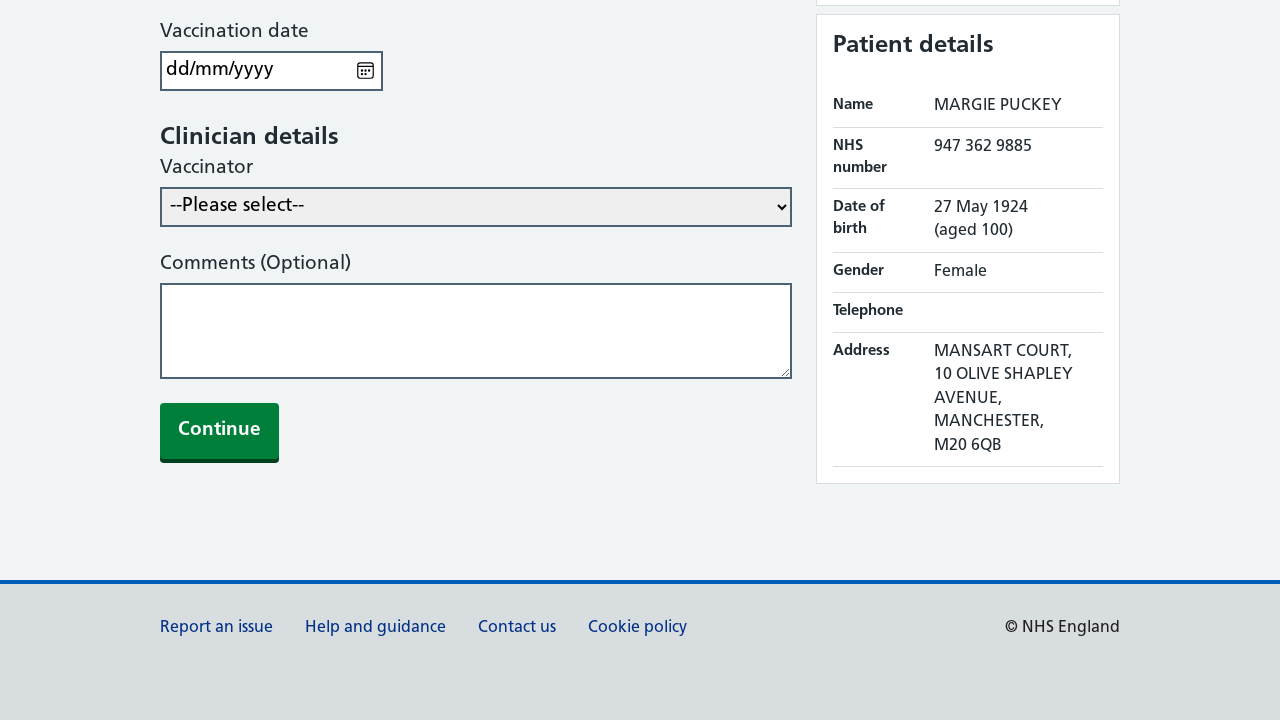 Vaccination date
dd/mm/yyyy
Clinician details
Vaccinator
--Please select--
Comments (Optional)
Continue
Patient details
Name MARGIE PUCKEY
NHS number 947 362 9885
Date of birth 27 May 1924
(aged 100)
Gender Female
Telephone
Address MANSART COURT,
10 OLIVE SHAPLEY
AVENUE,
MANCHESTER,
M20 6QB
Report an issue Help and guidance Contact us Cookie policy © NHS England